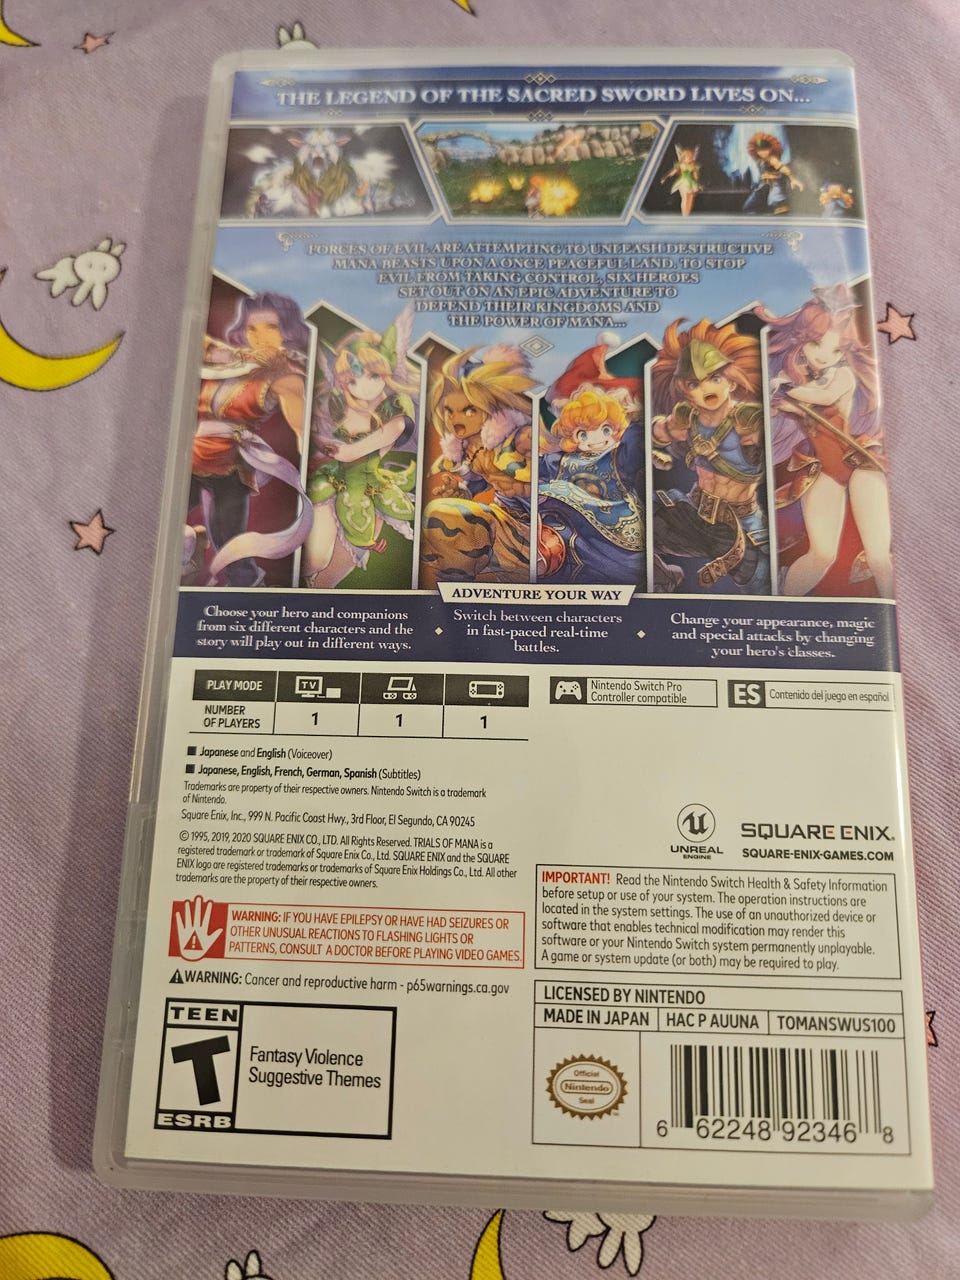 THE LEGEND OF THE SACRED SWORD LIVES ON...
FORCES OF EVIL ARE ATTEMPTING TO UNLEASH DESTRUCTIVE
MANA BEASTS UPON A ONCE PEACEFUL LAND. TO STOP
EVIL FROM TAKING CONTROL, SIX HEROES
SET OUT ON AN EPIC ADVENTURE TO
DEFEND THEIR KINGDOMS AND
THE POWER OF MANA...
ADVENTURE YOUR WAY
Choose your hero and companions
from six different characters and the
story will play out in different ways.
Switch between characters
in fast-paced real-time
battles.
Change your appearance, magic
and special attacks by changing
your hero's classes.
PLAY MODE
TV
NUMBER
OF PLAYERS
1
1
1
Nintendo Switch Pro
Controller compatible
ES
Contenido del juego en español
Japanese and English (Voiceover)
Japanese, English, French, German, Spanish (Subtitles)
Trademarks are property of their respective owners. Nintendo Switch is a trademark
of Nintendo.
Square Enix, Inc., 999 N. Pacific Coast Hwy., 3rd Floor, El Segundo, CA 90245
© 1995, 2019, 2020 SQUARE ENIX CO., LTD. All Rights Reserved. TRIALS OF MANA is a
registered trademark or trademark of Square Enix Co., Ltd. SQUARE ENIX and the SQUARE
ENIX logo are registered trademarks or trademarks of Square Enix Holdings Co., Ltd. All other
trademarks are the property of their respective owners.
UNREAL
ENGINE
SQUARE ENIX.
SQUARE-ENIX-GAMES.COM
WARNING: IF YOU HAVE EPILEPSY OR HAVE HAD SEIZURES OR
OTHER UNUSUAL REACTIONS TO FLASHING LIGHTS OR
PATTERNS, CONSULT A DOCTOR BEFORE PLAYING VIDEO GAMES.
WARNING: Cancer and reproductive harm - p65warnings.ca.gov
IMPORTANT! Read the Nintendo Switch Health & Safety Information
before setup or use of your system. The operation instructions are
located in the system settings. The use of an unauthorized device or
software that enables technical modification may render this
software or your Nintendo Switch system permanently unplayable.
A game or system update (or both) may be required to play.
TEEN
T
ESRB
Fantasy Violence
Suggestive Themes
LICENSED BY NINTENDO
MADE IN JAPAN
HAC P AUUNA
TOMANSWUS100
Official
Nintendo
Seal
6 62248 92346 8